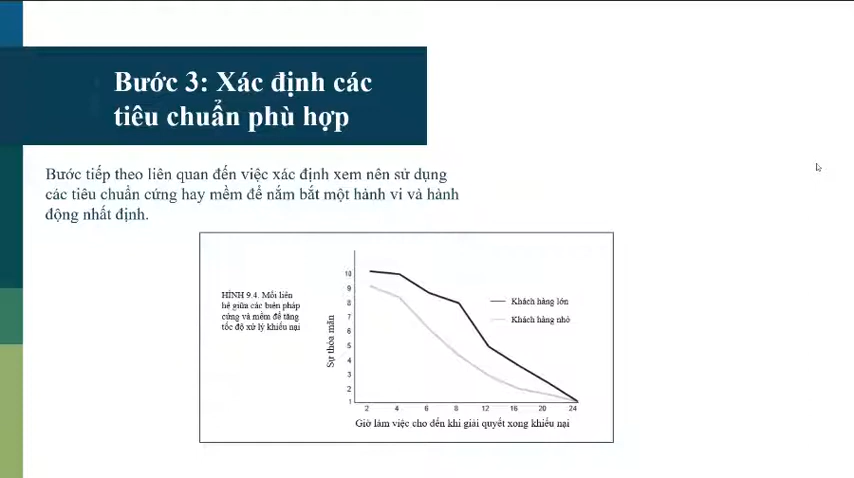 Bước 3: Xác định các
tiêu chuẩn phù hợp
Bước tiếp theo liên quan đến việc xác định xem nên sử dụng
các tiêu chuẩn cứng hay mềm để nắm bắt một hành vi và hành
động nhất định.
HÌNH 9.4. Mối liên
hệ giữa các biện pháp
cứng và mềm để tăng
tốc độ xử lý khiếu nại
Sự thỏa mãn
10
9
8
7
6
5
4
3
2
1
Khách hàng lớn
Khách hàng nhỏ
2 4 6 8 12 16 20 24
Giờ làm việc cho đến khi giải quyết xong khiếu nại